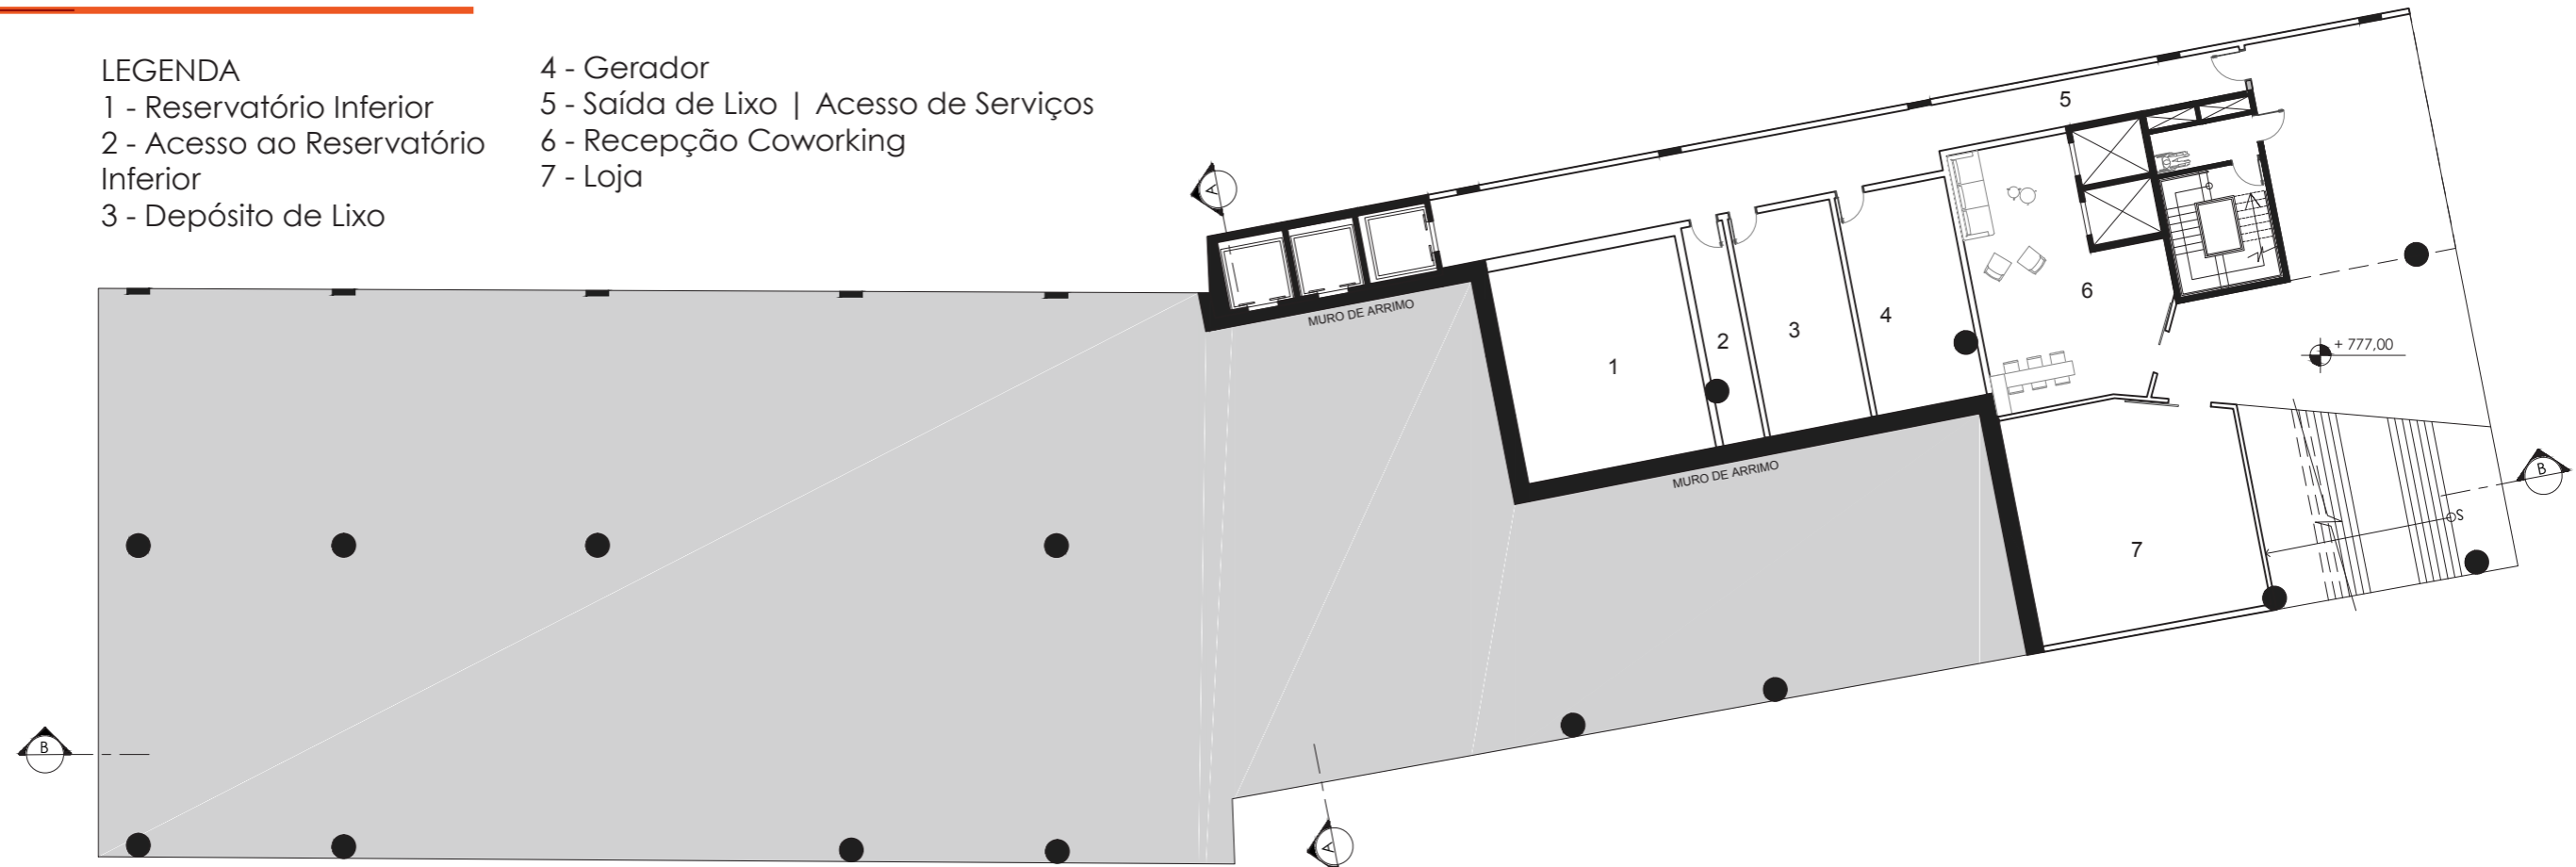 LEGENDA
1 - Reservatório Inferior
2 - Acesso ao Reservatório
Inferior
3 - Depósito de Lixo
4 - Gerador
5 - Saída de Lixo | Acesso de Serviços
6 - Recepção Coworking
7 - Loja
5
A
MURO DE ARRIMO
6
4
3
2
1
+ 777,00
MURO DE ARRIMO
B
S
7
B
A